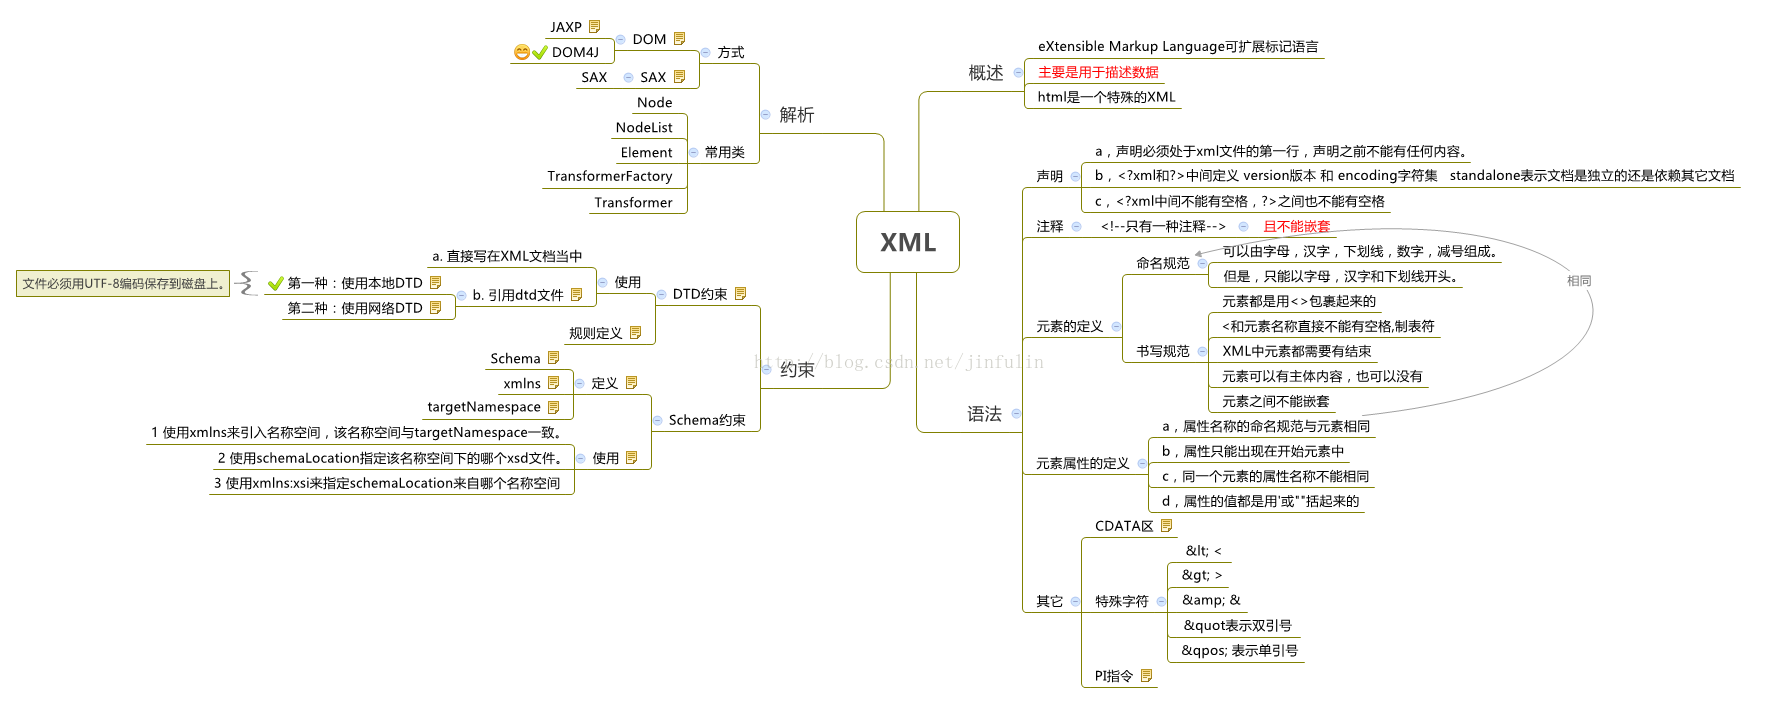 XML
概述
eXtensible Markup Language可扩展标记语言
主要是用于描述数据
html是一个特殊的XML
语法
声明
a，声明必须处于xml文件的第一行，声明之前不能有任何内容。
b，<?xml和?>中间定义 version版本 和 encoding字符集 standalone表示文档是独立的还是依赖其它文档
c，<?xml中间不能有空格，?>之间也不能有空格
注释
<!--只有一种注释-->
且不能嵌套
元素的定义
命名规范
可以由字母，汉字，下划线，数字，减号组成。
但是，只能以字母，汉字和下划线开头。
相同
书写规范
元素都是用<>包裹起来的
<和元素名称直接不能有空格,制表符
XML中元素都需要有结束
元素可以有主体内容，也可以没有
元素之间不能嵌套
元素属性的定义
a，属性名称的命名规范与元素相同
b，属性只能出现在开始元素中
c，同一个元素的属性名称不能相同
d，属性的值都是用'或""括起来的
其它
CDATA区
特殊字符
&lt; <
&gt; >
&amp; &
&quot表示双引号
&qpos; 表示单引号
PI指令
解析
方式
DOM
JAXP
DOM4J
SAX
SAX
常用类
Node
NodeList
Element
TransformerFactory
Transformer
约束
DTD约束
使用
a. 直接写在XML文档当中
b. 引用dtd文件
第一种：使用本地DTD
文件必须用UTF-8编码保存到磁盘上。
第二种：使用网络DTD
规则定义
Schema约束
定义
Schema
xmlns
targetNamespace
使用
1 使用xmlns来引入名称空间，该名称空间与targetNamespace一致。
2 使用schemaLocation指定该名称空间下的哪个xsd文件。
3 使用xmlns:xsi来指定schemaLocation来自哪个名称空间
http://blog.csdn.net/jinfulin